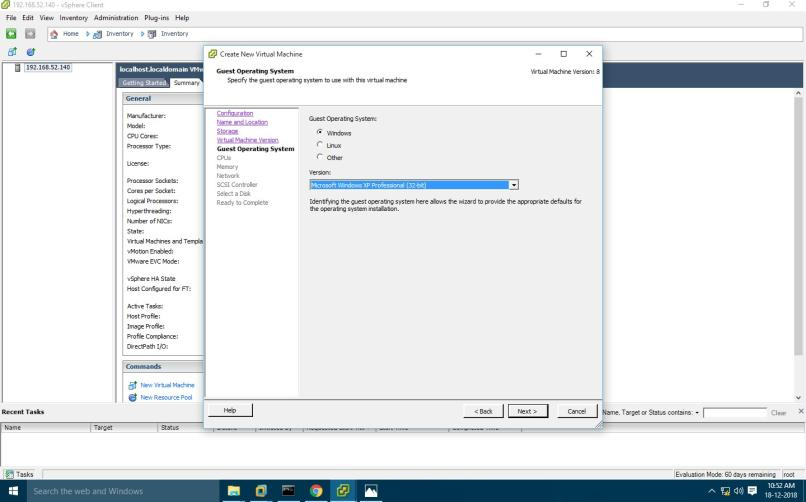 192.168.52.140 - vSphere Client
File Edit View Inventory Administration Plug-ins Help
Home Inventory Inventory
192.168.52.140
localhost.localdomain VMw
Getting Started Summary
General
Manufacturer:
Model:
CPU Cores:
Processor Type:
License:
Processor Sockets:
Cores per Socket:
Logical Processors:
Hyperthreading:
Number of NICs:
State:
Virtual Machines and Templa
vMotion Enabled:
VMware EVC Mode:
vSphere HA State
Host Configured for FT:
Active Tasks:
Host Profile:
Image Profile:
Profile Compliance:
DirectPath I/O:
Commands
New Virtual Machine
New Resource Pool
Create New Virtual Machine
Guest Operating System
Virtual Machine Version: 8
Specify the guest operating system to use with this virtual machine
Configuration
Name and Location
Storage
Virtual Machine Version
Guest Operating System
CPUs
Memory
Network
SCSI Controller
Select a Disk
Ready to Complete
Guest Operating System:
Windows
Linux
Other
Version:
Microsoft Windows XP Professional (32-bit)
Identifying the guest operating system here allows the wizard to provide the appropriate defaults for
the operating system installation.
Help
< Back Next > Cancel
Recent Tasks
Name, Target or Status contains:
Clear
Name Target Status
Tasks
Evaluation Mode: 60 days remaining root
Search the web and Windows
10:52 AM
18-12-2018